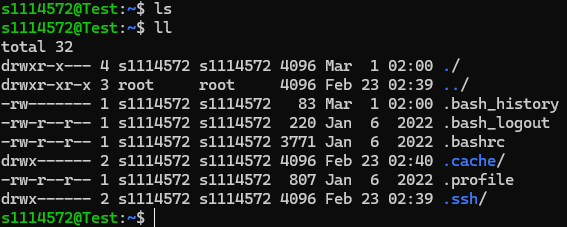 s1114572@Test:~$ ls
s1114572@Test:~$ ll
total 32
drwxr-x--- 4 s1114572 s1114572 4096 Mar  1 02:00 ./
drwxr-xr-x 3 root     root     4096 Feb 23 02:39 ../
-rw------- 1 s1114572 s1114572   83 Mar  1 02:00 .bash_history
-rw-r--r-- 1 s1114572 s1114572  220 Jan  6  2022 .bash_logout
-rw-r--r-- 1 s1114572 s1114572 3771 Jan  6  2022 .bashrc
drwx------ 2 s1114572 s1114572 4096 Feb 23 02:40 .cache/
-rw-r--r-- 1 s1114572 s1114572  807 Jan  6  2022 .profile
drwx------ 2 s1114572 s1114572 4096 Feb 23 02:39 .ssh/
s1114572@Test:~$